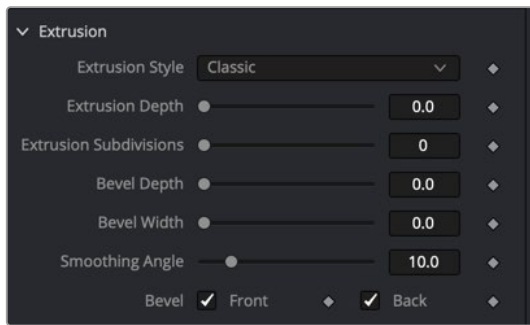 Extrusion
Extrusion Style Classic
Extrusion Depth 0.0
Extrusion Subdivisions 0
Bevel Depth 0.0
Bevel Width 0.0
Smoothing Angle 10.0
Bevel Front Back